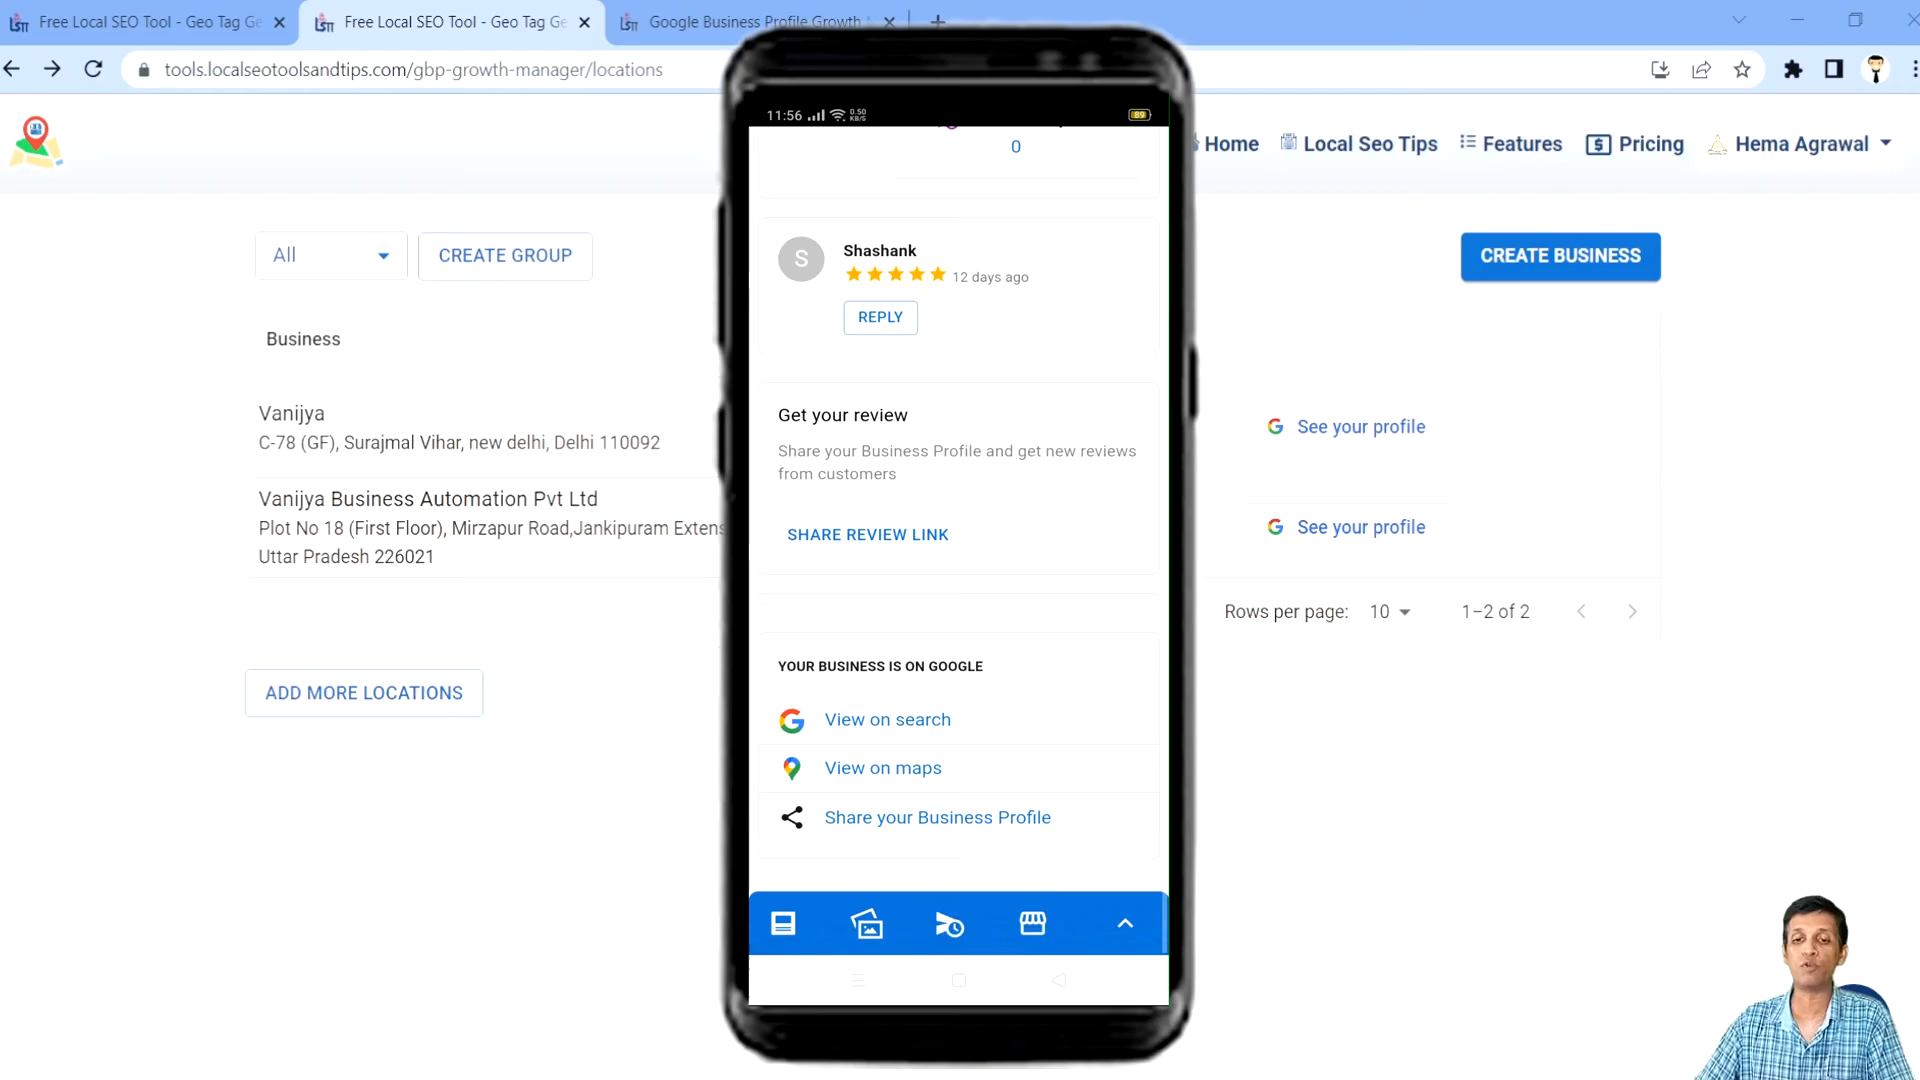 Free Local SEO Tool - Geo Tag Ge
Free Local SEO Tool - Geo Tag Ge
Google Business Profile Growth
tools.localseotoolsandtips.com/gbp-growth-manager/locations
Home
Local Seo Tips
Features
Pricing
Hema Agrawal
All
CREATE GROUP
CREATE BUSINESS
Business
Vanijya
C-78 (GF), Surajmal Vihar, new delhi, Delhi 110092
See your profile
Vanijya Business Automation Pvt Ltd
Plot No 18 (First Floor), Mirzapur Road,Jankipuram Extens
Uttar Pradesh 226021
See your profile
Rows per page: 10
1–2 of 2
ADD MORE LOCATIONS
11:56
0.50
KB/S
89
0
S
Shashank
12 days ago
REPLY
Get your review
Share your Business Profile and get new reviews
from customers
SHARE REVIEW LINK
YOUR BUSINESS IS ON GOOGLE
View on search
View on maps
Share your Business Profile